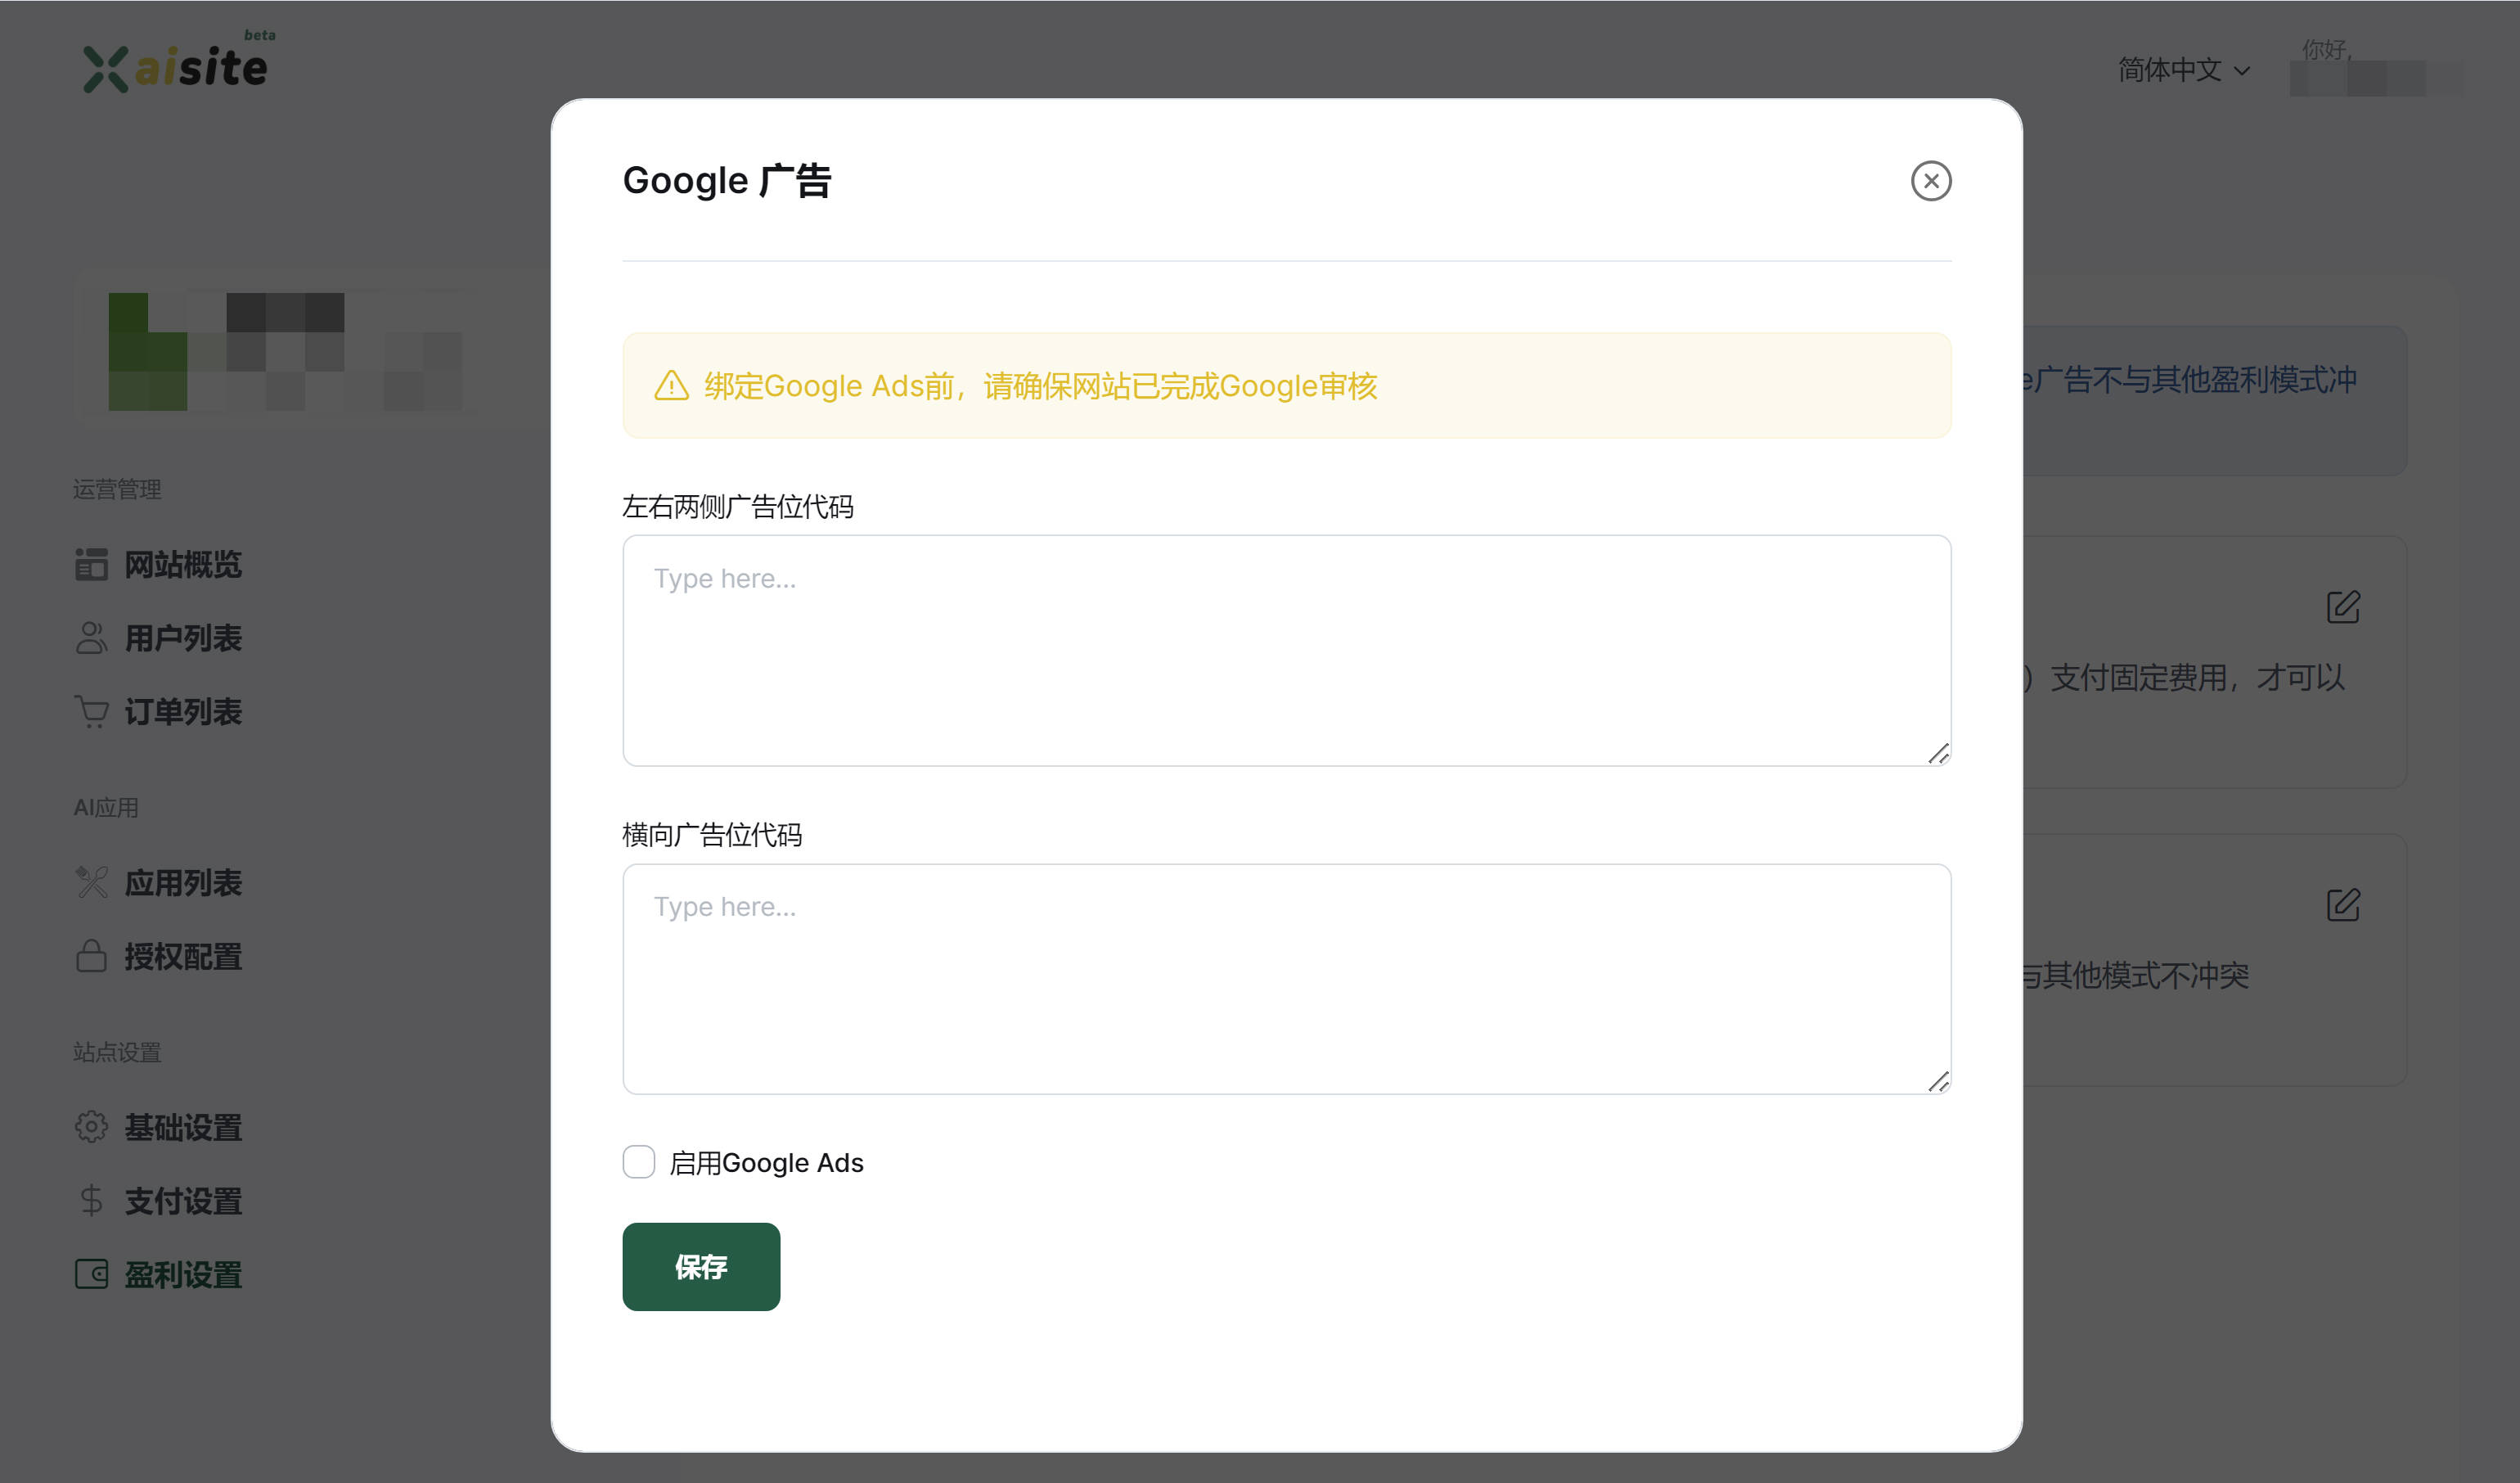 beta
aisite
简体中文
你好,
Google 广告
绑定Google Ads前，请确保网站已完成Google审核
e广告不与其他盈利模式冲
左右两侧广告位代码
Type here...
）支付固定费用，才可以
横向广告位代码
Type here...
与其他模式不冲突
启用Google Ads
保存
运营管理
网站概览
用户列表
订单列表
AI应用
应用列表
授权配置
站点设置
基础设置
支付设置
盈利设置